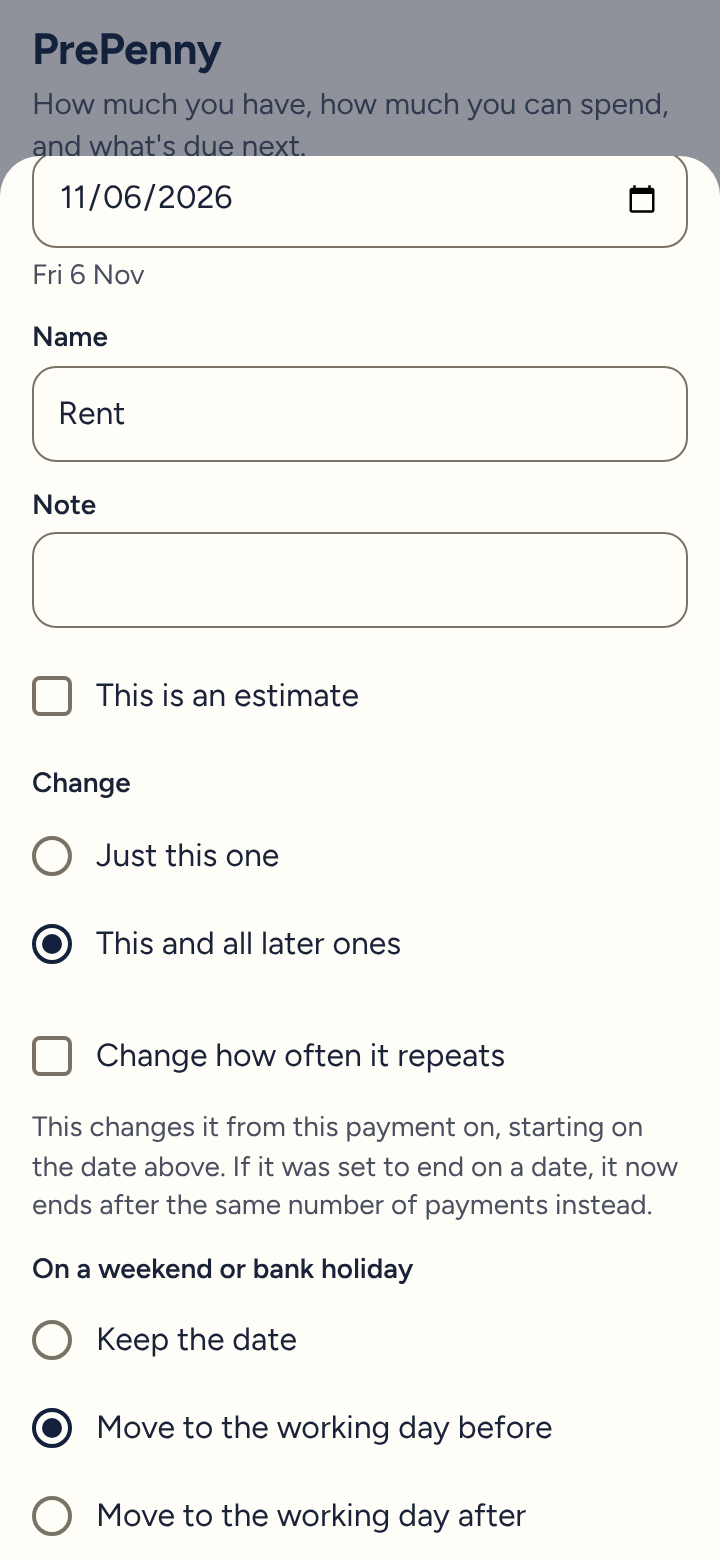 PrePenny
How much you have, how much you can spend,
and what's due next.
11/06/2026
Fri 6 Nov
Name
Rent
Note
This is an estimate
Change
Just this one
This and all later ones
Change how often it repeats
This changes it from this payment on, starting on
the date above. If it was set to end on a date, it now
ends after the same number of payments instead.
On a weekend or bank holiday
Keep the date
Move to the working day before
Move to the working day after